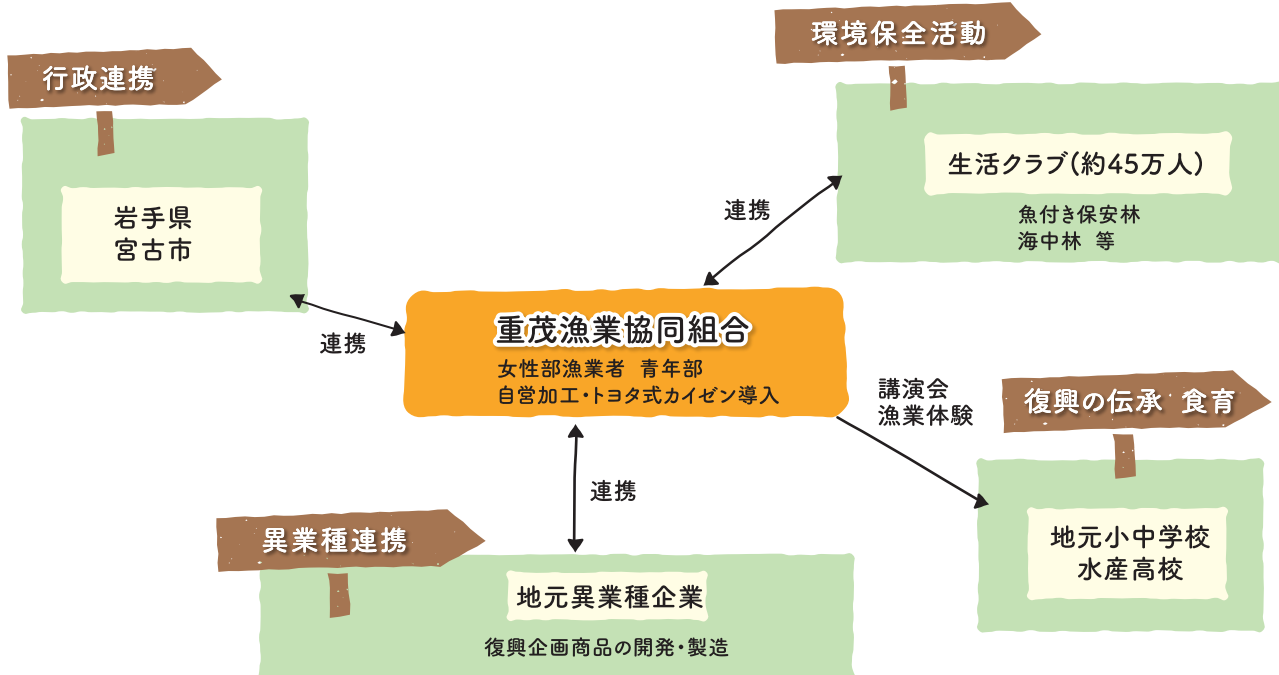 環境保全活動
行政連携
生活クラブ(約45万人)
魚付き保安林
海中林 等
岩手県
宮古市
連携
連携
重茂漁業協同組合
女性部漁業者 青年部
自営加工・トヨタ式カイゼン導入
講演会
漁業体験
復興の伝承 食育
地元小中学校
水産高校
連携
異業種連携
地元異業種企業
復興企画商品の開発・製造